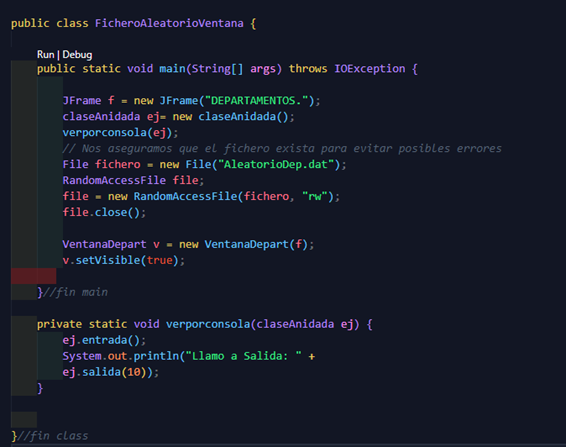 public class FicheroAleatorioVentana {
Run | Debug
public static void main(String[] args) throws IOException {
JFrame f = new JFrame("DEPARTAMENTOS.");
claseAnidada ej= new claseAnidada();
verporconsola(ej);
// Nos aseguramos que el fichero exista para evitar posibles errores
File fichero = new File("AleatorioDep.dat");
RandomAccessFile file;
file = new RandomAccessFile(fichero, "rw");
file.close();
VentanaDepart v = new VentanaDepart(f);
v.setVisible(true);
}//fin main
private static void verporconsola(claseAnidada ej) {
ej.entrada();
System.out.println("Llamo a Salida: " +
ej.salida(10));
}
}//fin class